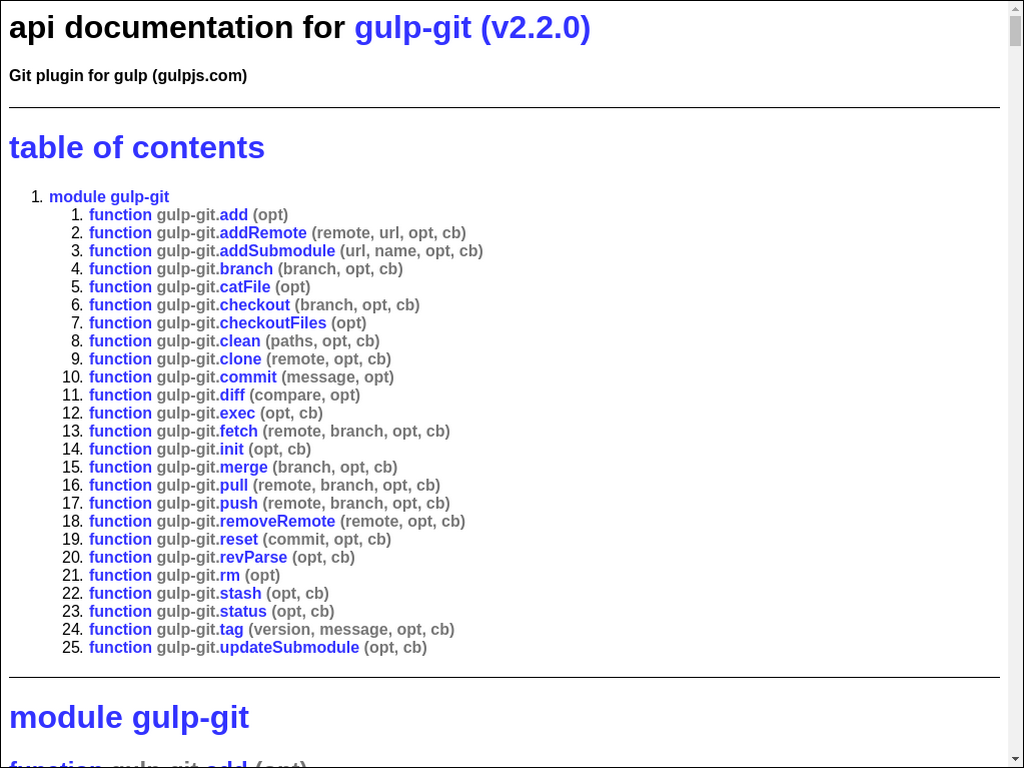 api documentation for gulp-git (v2.2.0)
Git plugin for gulp (gulpjs.com)
table of contents
1. module gulp-git
1. function gulp-git.add (opt)
2. function gulp-git.addRemote (remote, url, opt, cb)
3. function gulp-git.addSubmodule (url, name, opt, cb)
4. function gulp-git.branch (branch, opt, cb)
5. function gulp-git.catFile (opt)
6. function gulp-git.checkout (branch, opt, cb)
7. function gulp-git.checkoutFiles (opt)
8. function gulp-git.clean (paths, opt, cb)
9. function gulp-git.clone (remote, opt, cb)
10. function gulp-git.commit (message, opt)
11. function gulp-git.diff (compare, opt)
12. function gulp-git.exec (opt, cb)
13. function gulp-git.fetch (remote, branch, opt, cb)
14. function gulp-git.init (opt, cb)
15. function gulp-git.merge (branch, opt, cb)
16. function gulp-git.pull (remote, branch, opt, cb)
17. function gulp-git.push (remote, branch, opt, cb)
18. function gulp-git.removeRemote (remote, opt, cb)
19. function gulp-git.reset (commit, opt, cb)
20. function gulp-git.revParse (opt, cb)
21. function gulp-git.rm (opt)
22. function gulp-git.stash (opt, cb)
23. function gulp-git.status (opt, cb)
24. function gulp-git.tag (version, message, opt, cb)
25. function gulp-git.updateSubmodule (opt, cb)
module gulp-git
function gulp-git.add (opt)